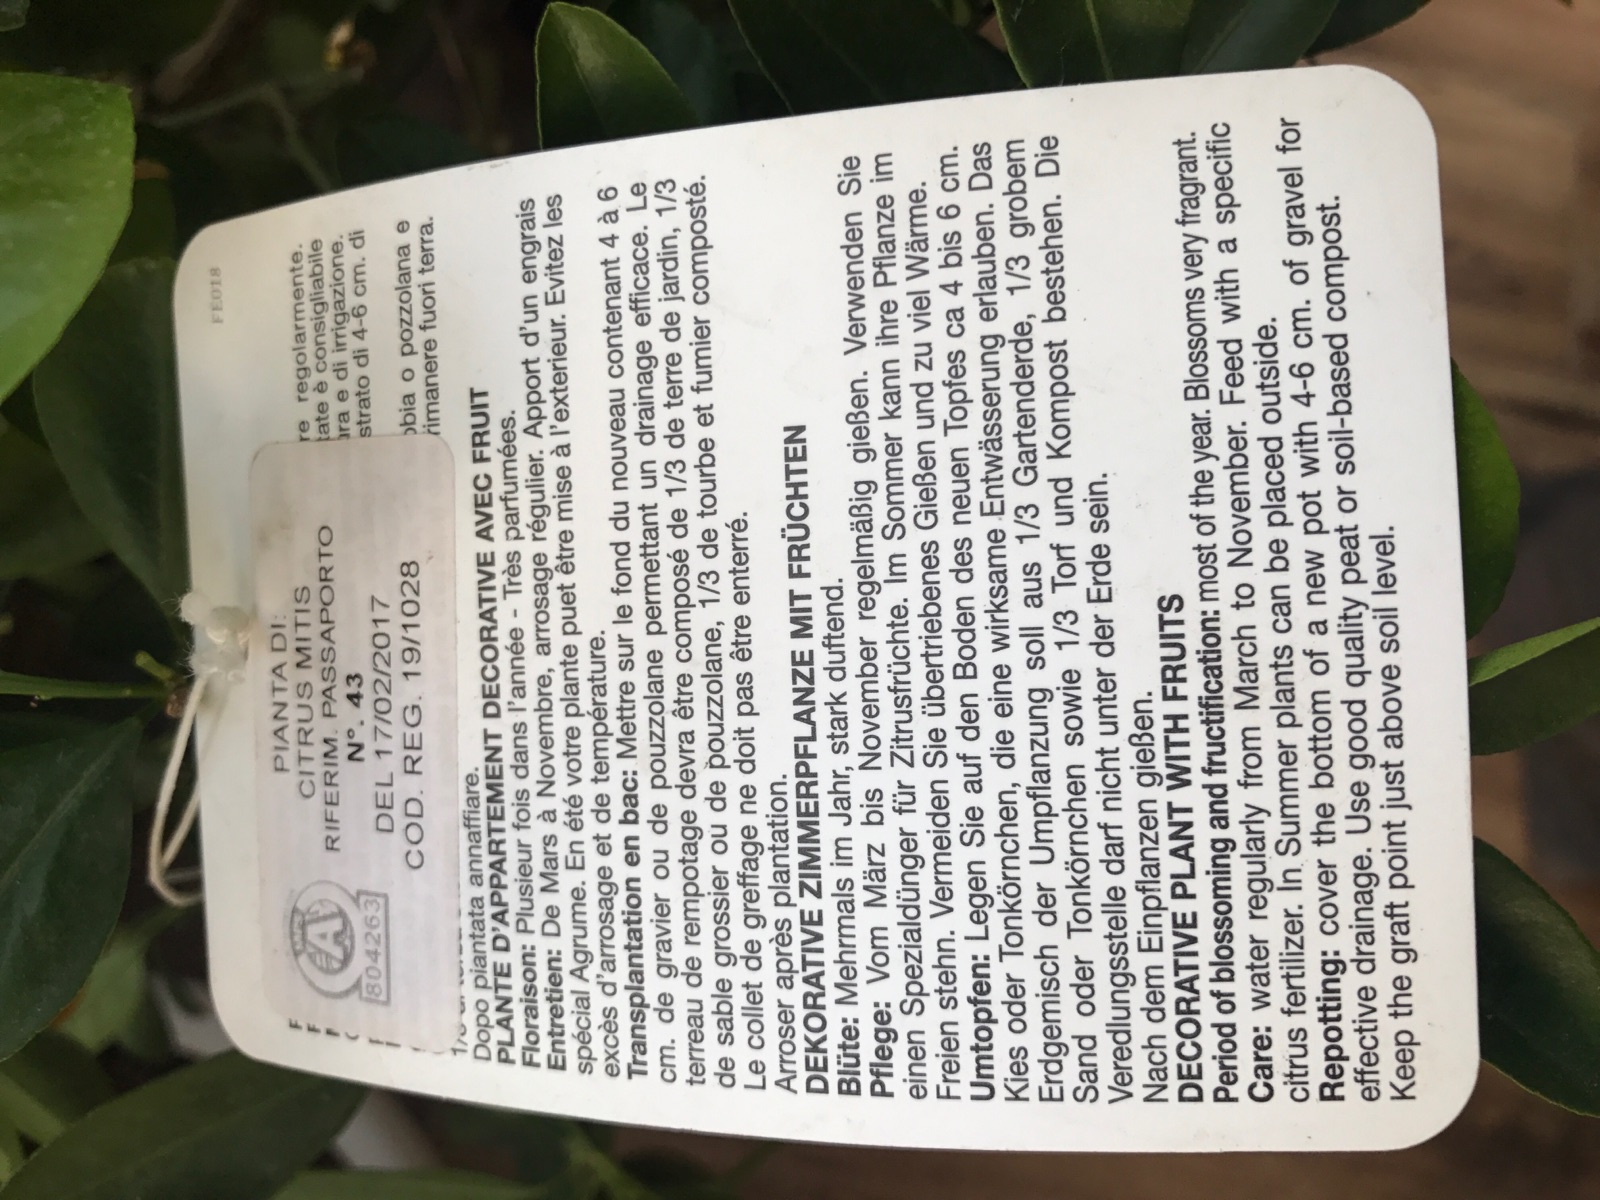 FE018
PIANTA DI:
CITRUS MITIS
RIFERIM. PASSAPORTO
N°. 43
DEL 17/02/2017
COD. REG. 19/1028
804263
re regolarmente.
tate è consigliabile
ura e di irrigazione.
strato di 4-6 cm. di
bbia o pozzolana e
rimanere fuori terra.
Dopo piantata annaffiare.
PLANTE D'APPARTEMENT DECORATIVE AVEC FRUIT
Floraison: Plusieur fois dans l'année - Très parfumées.
Entretien: De Mars à Novembre, arrosage régulier. Apport d'un engrais
spécial Agrume. En été votre plante puet être mise à l'exterieur. Evitez les
excés d'arrosage et de température.
Transplantation en bac: Mettre sur le fond du nouveau contenant 4 à 6
cm. de gravier ou de pouzzolane permettant un drainage efficace. Le
terreau de rempotage devra être composé de 1/3 de terre de jardin, 1/3
de sable grossier ou de pouzzolane, 1/3 de tourbe et fumier composté.
Le collet de greffage ne doit pas être enterré.
Arroser après plantation.
DEKORATIVE ZIMMERPFLANZE MIT FRÜCHTEN
Blüte: Mehrmals im Jahr, stark duftend.
Pflege: Vom März bis November regelmäßig gießen. Verwenden Sie
einen Spezialdünger für Zitrusfrüchte. Im Sommer kann ihre Pflanze im
Freien stehn. Vermeiden Sie übertriebenes Gießen und zu viel Wärme.
Umtopfen: Legen Sie auf den Boden des neuen Topfes ca 4 bis 6 cm.
Kies oder Tonkörnchen, die eine wirksame Entwässerung erlauben. Das
Erdgemisch der Umpflanzung soll aus 1/3 Gartenderde, 1/3 groben
Sand oder Tonkörnchen sowie 1/3 Torf und Kompost bestehen. Die
Veredlungsstelle darf nicht unter der Erde sein.
Nach dem Einpflanzen gießen.
DECORATIVE PLANT WITH FRUITS
Period of blossoming and fructification: most of the year. Blossoms very fragrant.
Care: water regularly from March to November. Feed with a specific
citrus fertilizer. In Summer plants can be placed outside.
Repotting: cover the bottom of a new pot with 4-6 cm. of gravel for
effective drainage. Use good quality peat or soil-based compost.
Keep the graft point just above soil level.